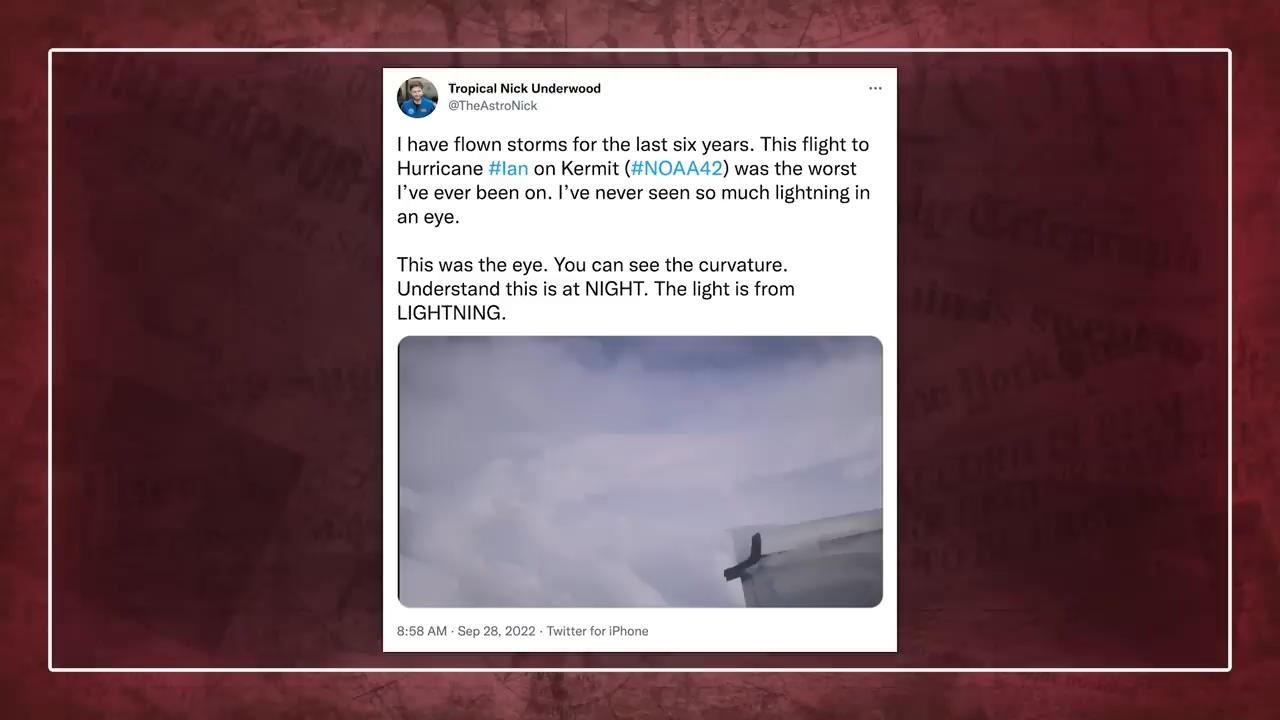 Tropical Nick Underwood
@TheAstroNick
I have flown storms for the last six years. This flight to
Hurricane #Ian on Kermit (#NOAA42) was the worst
I've ever been on. I've never seen so much lightning in
an eye.
This was the eye. You can see the curvature.
Understand this is at NIGHT. The light is from
LIGHTNING.
8:58 AM · Sep 28, 2022 · Twitter for iPhone